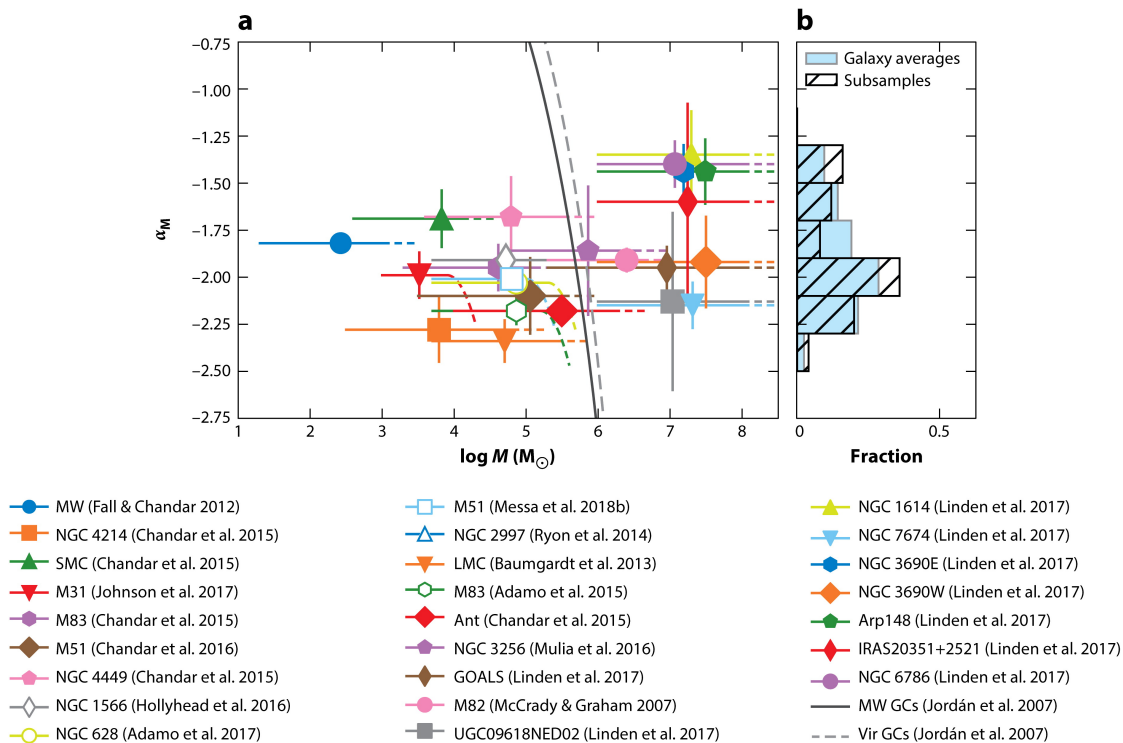 a
b
−0.75
−1.00
−1.25
−1.50
−1.75
−2.00
−2.25
−2.50
−2.75
αM
1 2 3 4 5 6 7 8
log M (M⊙)
Galaxy averages
Subsamples
0 0.5
Fraction
MW (Fall & Chandar 2012)
NGC 4214 (Chandar et al. 2015)
SMC (Chandar et al. 2015)
M31 (Johnson et al. 2017)
M83 (Chandar et al. 2015)
M51 (Chandar et al. 2016)
NGC 4449 (Chandar et al. 2015)
NGC 1566 (Hollyhead et al. 2016)
NGC 628 (Adamo et al. 2017)
M51 (Messa et al. 2018b)
NGC 2997 (Ryon et al. 2014)
LMC (Baumgardt et al. 2013)
M83 (Adamo et al. 2015)
Ant (Chandar et al. 2015)
NGC 3256 (Mulia et al. 2016)
GOALS (Linden et al. 2017)
M82 (McCrady & Graham 2007)
UGC09618NED02 (Linden et al. 2017)
NGC 1614 (Linden et al. 2017)
NGC 7674 (Linden et al. 2017)
NGC 3690E (Linden et al. 2017)
NGC 3690W (Linden et al. 2017)
Arp148 (Linden et al. 2017)
IRAS20351+2521 (Linden et al. 2017)
NGC 6786 (Linden et al. 2017)
MW GCs (Jordán et al. 2007)
Vir GCs (Jordán et al. 2007)